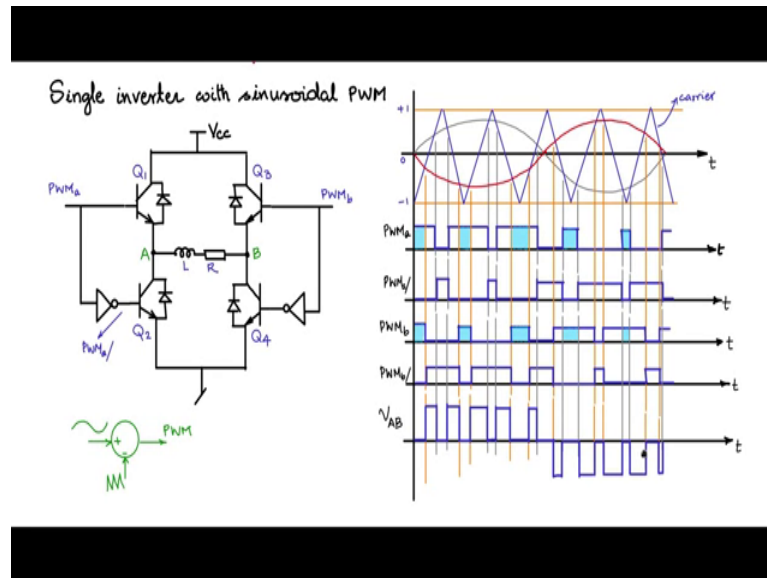 Single inverter with sinusoidal PWM
Vcc
Q1
Q3
PWMa
PWMb
A
L
R
B
Q2
Q4
PWMa/
PWM
+
-
+1
0
-1
carrier
t
PWMa
t
PWMa/
t
PWMb
t
PWMb/
t
VAB
t